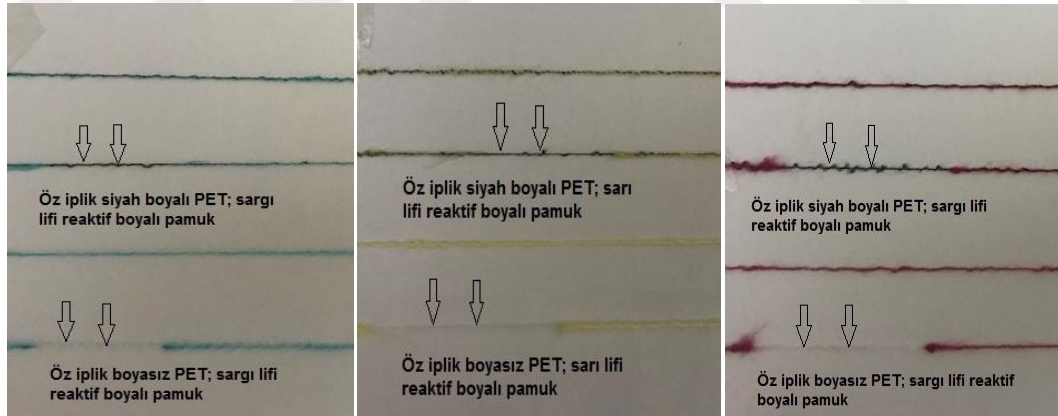 Öz iplik siyah boyalı PET; sargı
lifi reaktif boyalı pamuk
Öz iplik boyasız PET; sargı lifi
reaktif boyalı pamuk
Öz iplik siyah boyalı PET; sarı
lifi reaktif boyalı pamuk
Öz iplik boyasız PET; sarı lifi
reaktif boyalı pamuk
Öz iplik siyah boyalı PET; sargı lifi
reaktif boyalı pamuk
Öz iplik boyasız PET; sargı lifi reaktif
boyalı pamuk